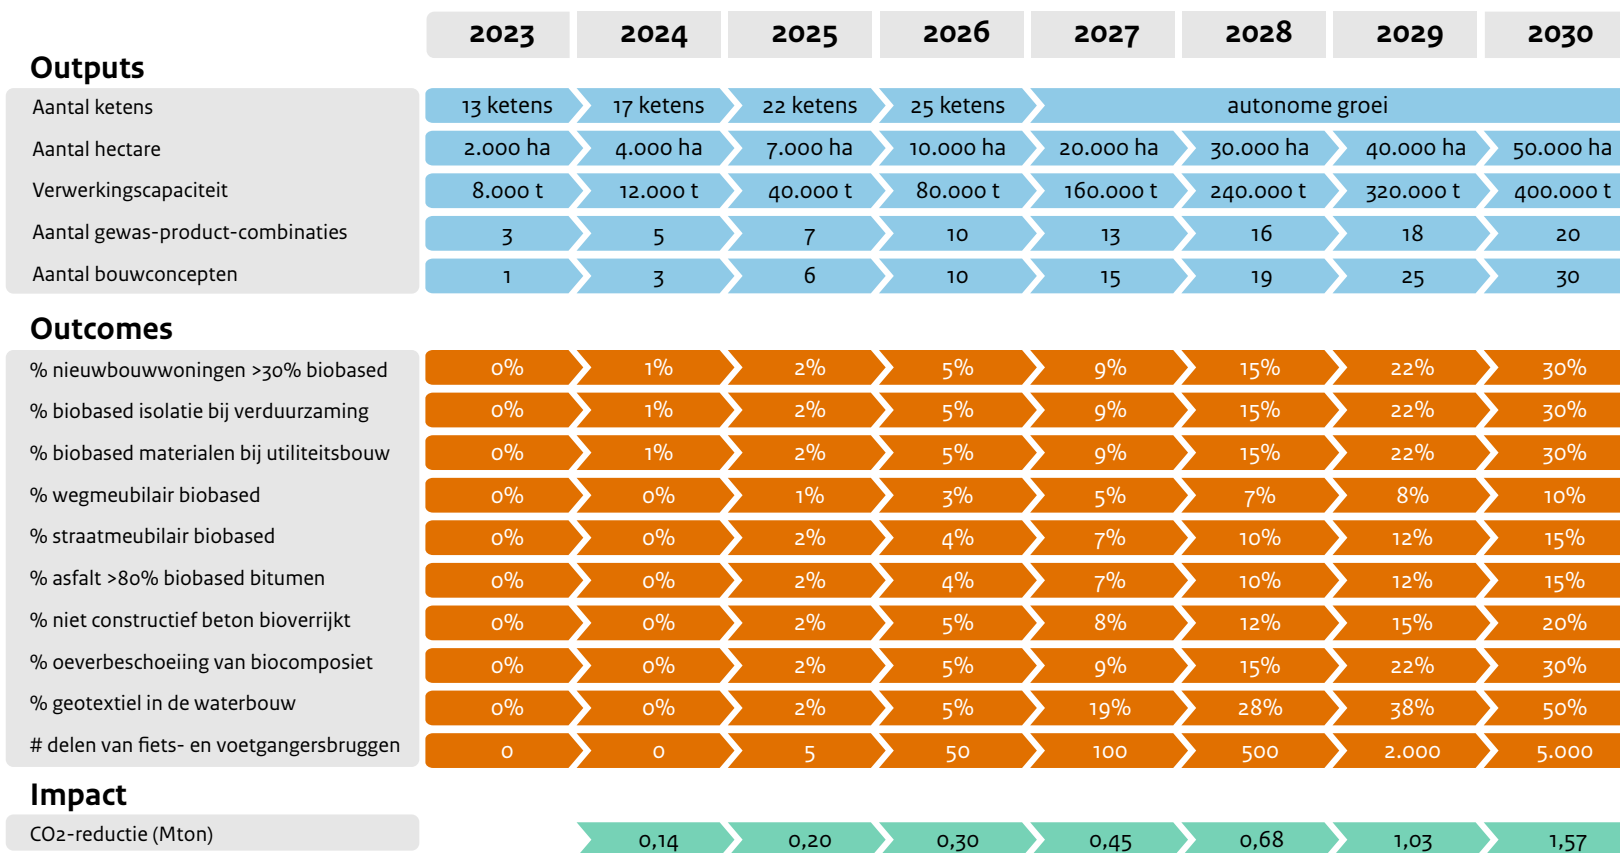 2023 2024 2025 2026 2027 2028 2029 2030
Outputs
Aantal ketens 13 ketens 17 ketens 22 ketens 25 ketens autonome groei
Aantal hectare 2.000 ha 4.000 ha 7.000 ha 10.000 ha 20.000 ha 30.000 ha 40.000 ha 50.000 ha
Verwerkingscapaciteit 8.000 t 12.000 t 40.000 t 80.000 t 160.000 t 240.000 t 320.000 t 400.000 t
Aantal gewas-product-combinaties 3 5 7 10 13 16 18 20
Aantal bouwconcepten 1 3 6 10 15 19 25 30
Outcomes
% nieuwbouwwoningen >30% biobased 0% 1% 2% 5% 9% 15% 22% 30%
% biobased isolatie bij verduurzaming 0% 1% 2% 5% 9% 15% 22% 30%
% biobased materialen bij utiliteitsbouw 0% 1% 2% 5% 9% 15% 22% 30%
% wegmeubilair biobased 0% 0% 1% 3% 5% 7% 8% 10%
% straatmeubilair biobased 0% 0% 2% 4% 7% 10% 12% 15%
% asfalt >80% biobased bitumen 0% 0% 2% 4% 7% 10% 12% 15%
% niet constructief beton bioverrijkt 0% 0% 2% 5% 8% 12% 15% 20%
% oeverbeschoeiing van biocomposiet 0% 0% 2% 5% 9% 15% 22% 30%
% geotextiel in de waterbouw 0% 0% 2% 5% 19% 28% 38% 50%
# delen van fiets- en voetgangersbruggen 0 0 5 50 100 500 2.000 5.000
Impact
CO2-reductie (Mton) 0,14 0,20 0,30 0,45 0,68 1,03 1,57